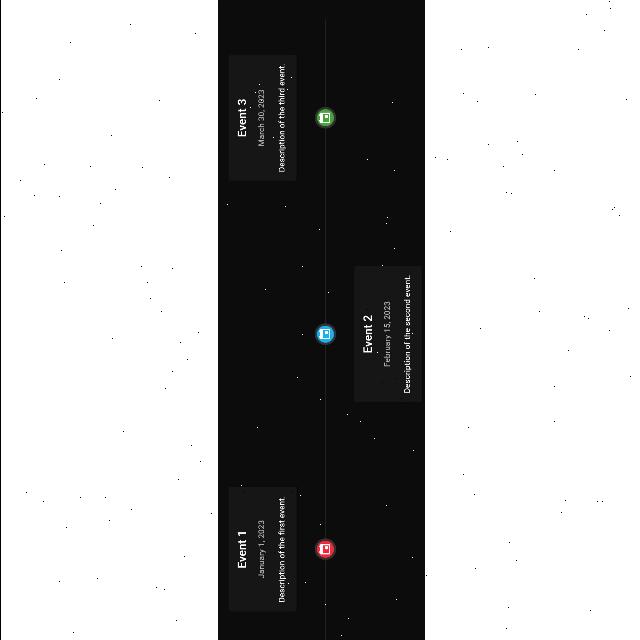 Event 1
January 1, 2023
Description of the first event.
Event 2
February 15, 2023
Description of the second event.
Event 3
March 30, 2023
Description of the third event.